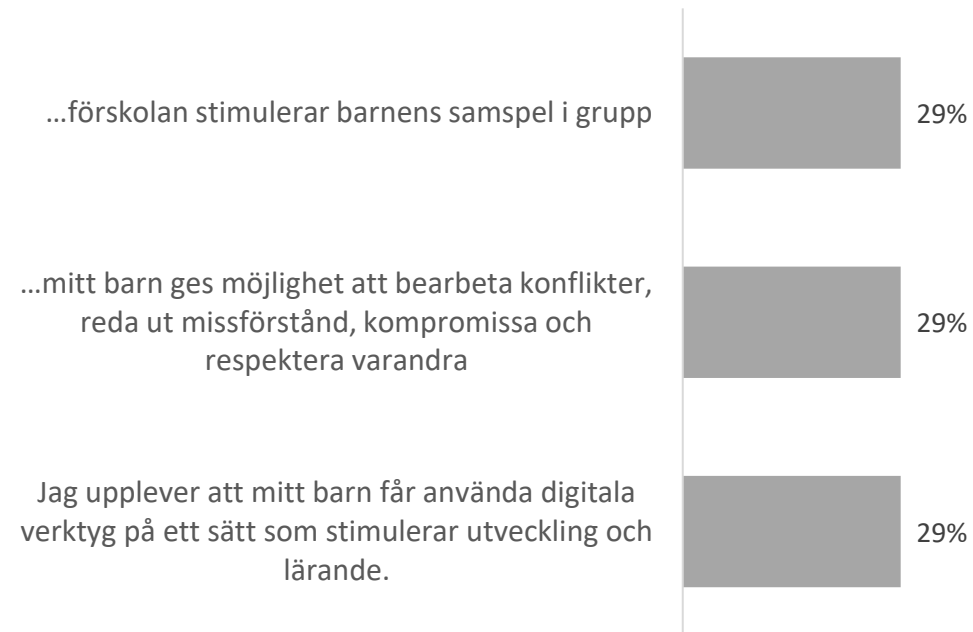 …förskolan stimulerar barnens samspel i grupp
29%
…mitt barn ges möjlighet att bearbeta konflikter,
reda ut missförstånd, kompromissa och
respektera varandra
29%
Jag upplever att mitt barn får använda digitala
verktyg på ett sätt som stimulerar utveckling och
lärande.
29%